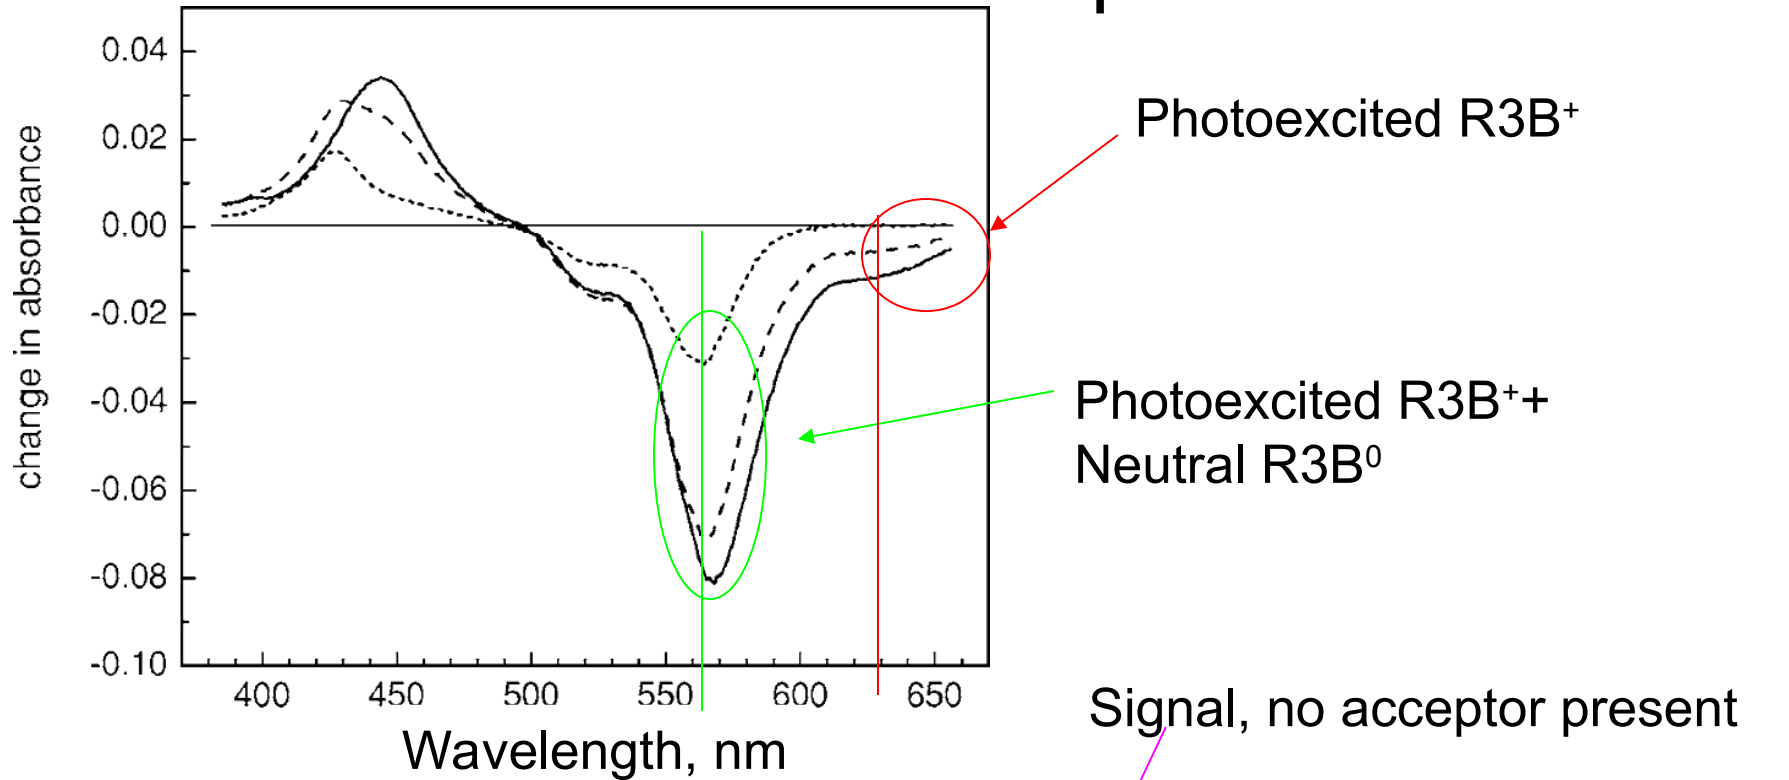 0.04
0.02
0.00
-0.02
-0.04
-0.06
-0.08
-0.10
change in absorbance
400 450 500 550 600 650
Wavelength, nm
Photoexcited R3B⁺
Photoexcited R3B⁺+
Neutral R3B⁰
Signal, no acceptor present